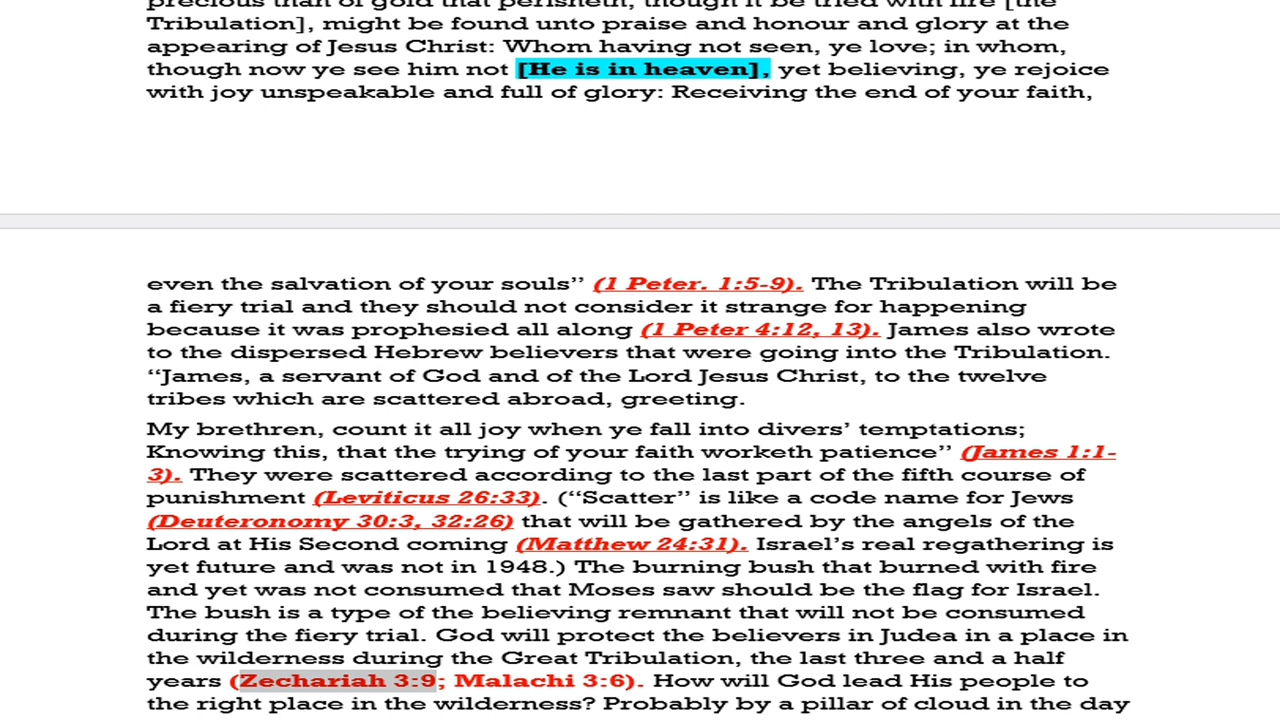 precious than of gold that perisheth, though it be tried with fire [the
Tribulation], might be found unto praise and honour and glory at the
appearing of Jesus Christ: Whom having not seen, ye love; in whom,
though now ye see him not [He is in heaven], yet believing, ye rejoice
with joy unspeakable and full of glory: Receiving the end of your faith,
even the salvation of your souls” (1 Peter. 1:5-9). The Tribulation will be
a fiery trial and they should not consider it strange for happening
because it was prophesied all along (1 Peter 4:12, 13). James also wrote
to the dispersed Hebrew believers that were going into the Tribulation.
“James, a servant of God and of the Lord Jesus Christ, to the twelve
tribes which are scattered abroad, greeting.
My brethren, count it all joy when ye fall into divers’ temptations;
Knowing this, that the trying of your faith worketh patience” (James 1:1-
3). They were scattered according to the last part of the fifth course of
punishment (Leviticus 26:33). (“Scatter” is like a code name for Jews
(Deuteronomy 30:3, 32:26) that will be gathered by the angels of the
Lord at His Second coming (Matthew 24:31). Israel’s real regathering is
yet future and was not in 1948.) The burning bush that burned with fire
and yet was not consumed that Moses saw should be the flag for Israel.
The bush is a type of the believing remnant that will not be consumed
during the fiery trial. God will protect the believers in Judea in a place in
the wilderness during the Great Tribulation, the last three and a half
years (Zechariah 3:9; Malachi 3:6). How will God lead His people to
the right place in the wilderness? Probably by a pillar of cloud in the day